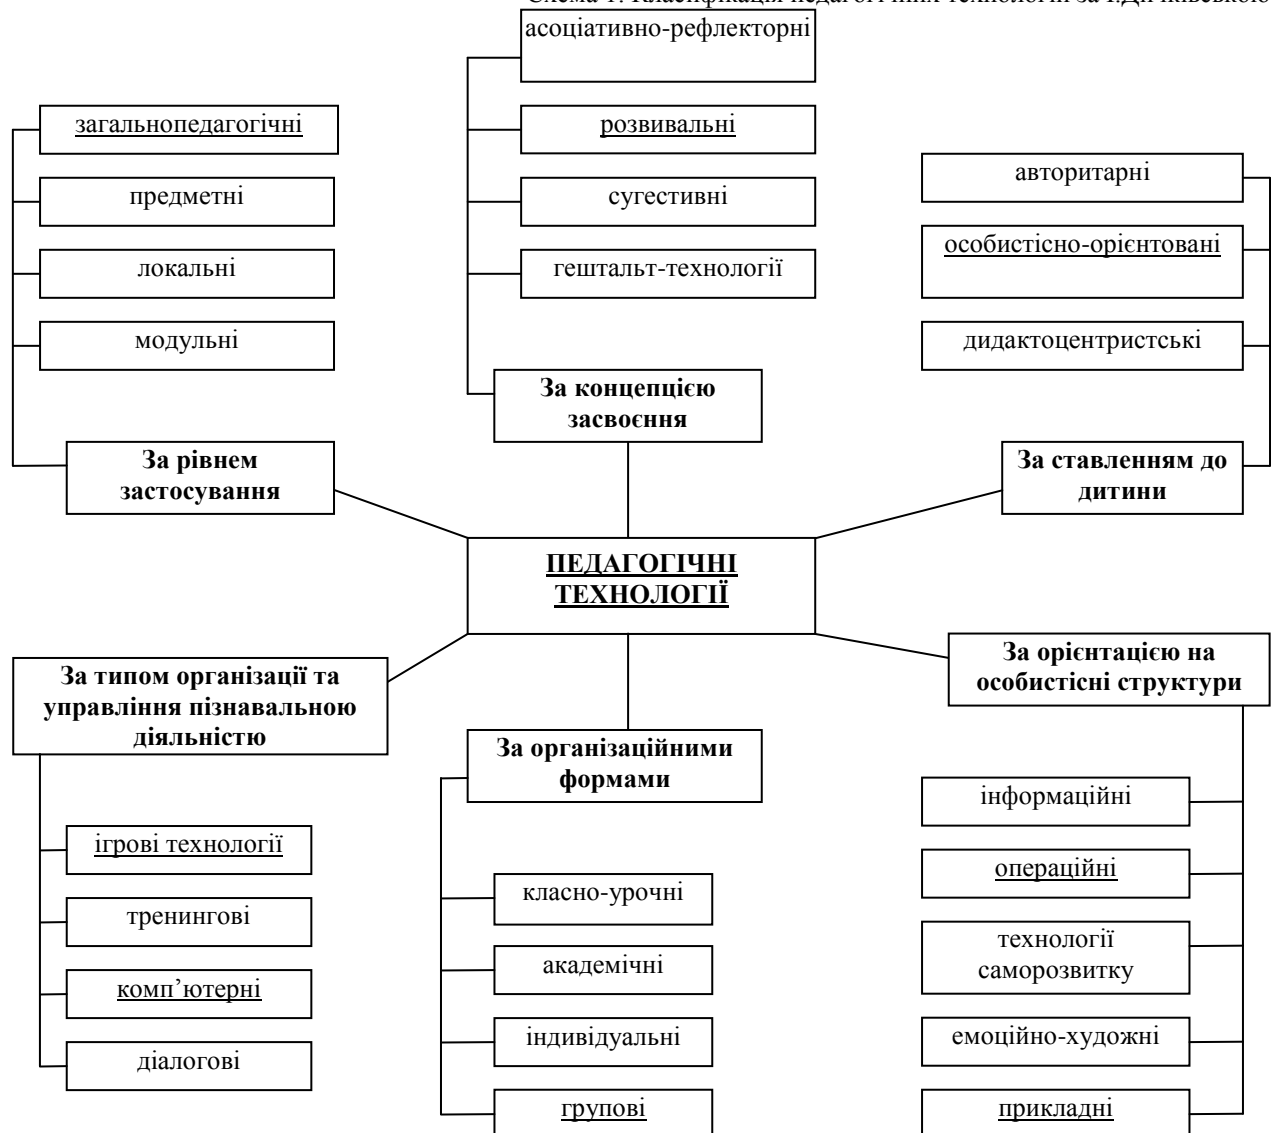 асоціативно-рефлекторні
загальнопедагогічні
розвивальні
авторитарні
предметні
сугестивні
особистісно-орієнтовані
локальні
гештальт-технології
модульні
дидактоцентристські
За концепцією
засвоєння
За рівнем
застосування
За ставленням до
дитини
ПЕДАГОГІЧНІ
ТЕХНОЛОГІЇ
За типом організації та
управління пізнавальною
діяльністю
За орієнтацією на
особистісні структури
За організаційними
формами
ігрові технології
тренингові
комп’ютерні
діалогові
класно-урочні
академічні
індивідуальні
групові
інформаційні
операційні
технології
саморозвитку
емоційно-художні
прикладні